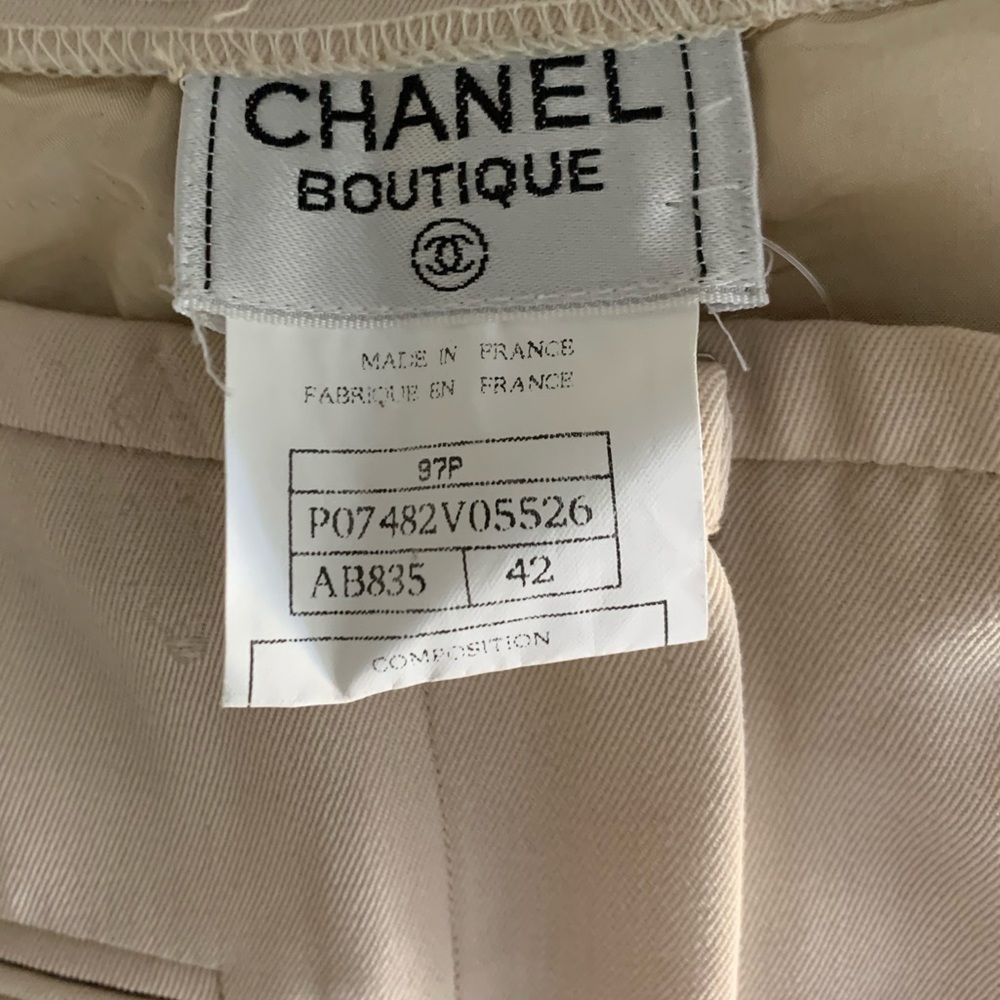 CHANEL
BOUTIQUE
MADE IN FRANCE
FABRIQUE EN FRANCE
97P
P07482V05526
AB835 42
COMPOSITION